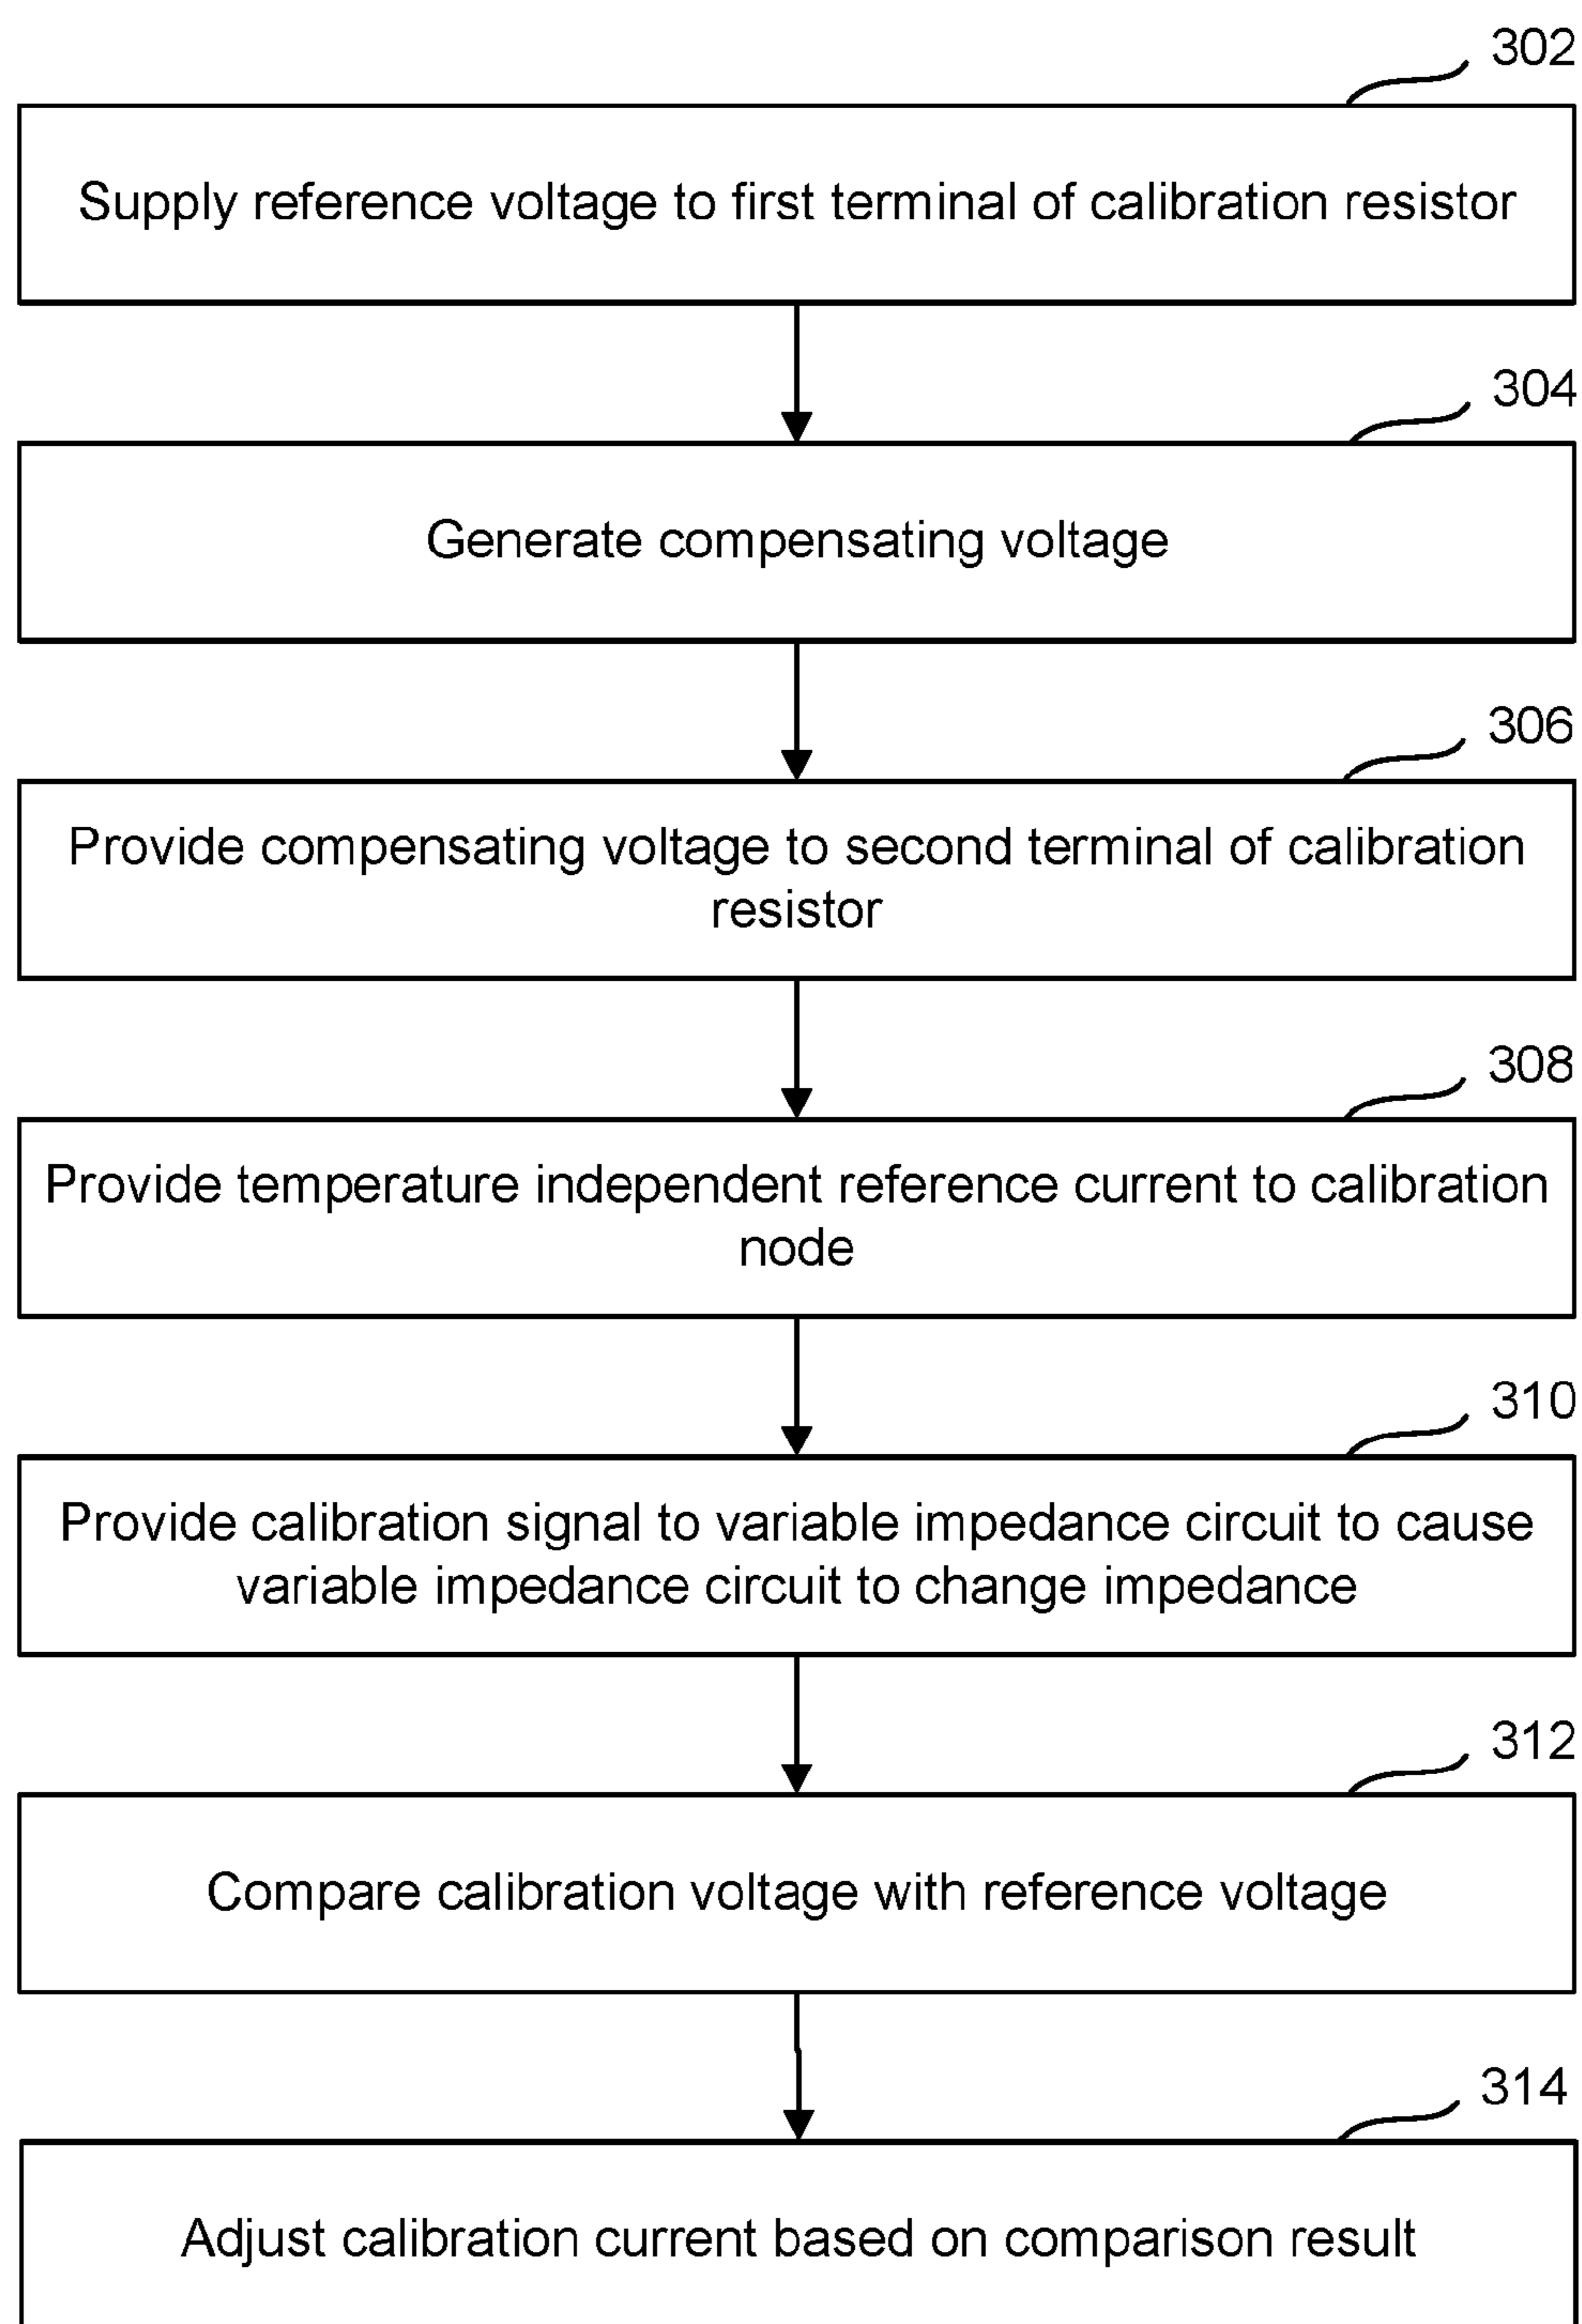 302
Supply reference voltage to first terminal of calibration resistor
304
Generate compensating voltage
306
Provide compensating voltage to second terminal of calibration
resistor
308
Provide temperature independent reference current to calibration
node
310
Provide calibration signal to variable impedance circuit to cause
variable impedance circuit to change impedance
312
Compare calibration voltage with reference voltage
314
Adjust calibration current based on comparison result